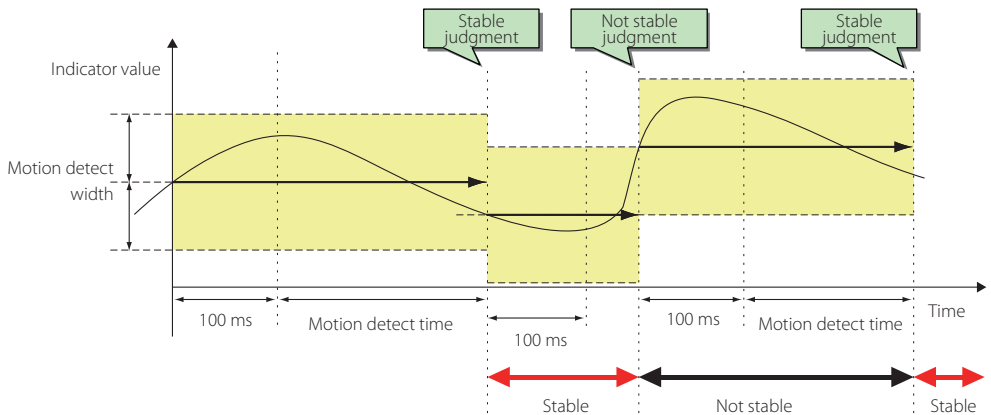 Stable
judgment
Not stable
judgment
Stable
judgment
Indicator value
Motion detect
width
100 ms
Motion detect time
100 ms
100 ms
Motion detect time
Time
Stable
Not stable
Stable